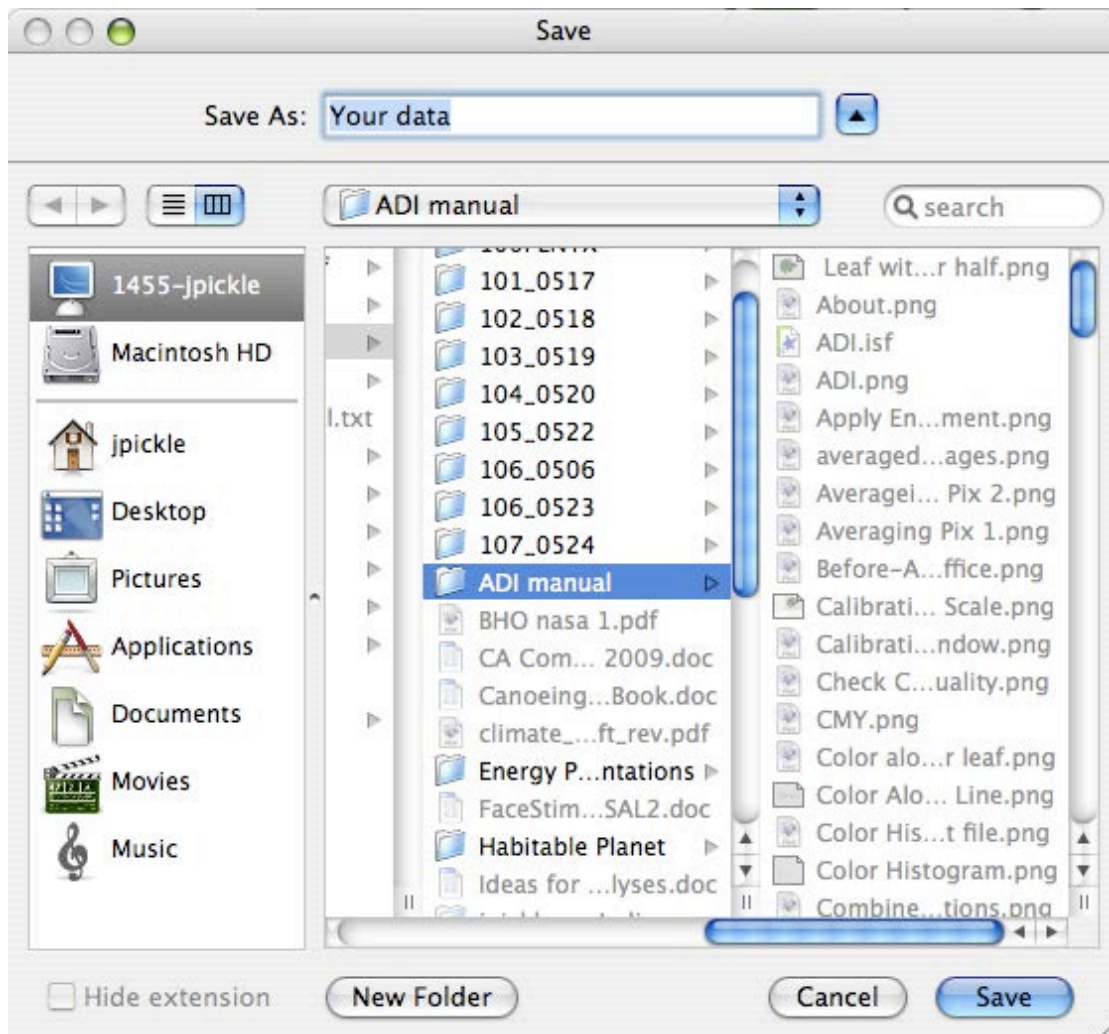 Save
Save As: Your data
ADI manual
search
1455-jpickle
Macintosh HD
jpickle
Desktop
Pictures
Applications
Documents
Movies
Music
l.txt
101_0517
102_0518
103_0519
104_0520
105_0522
106_0506
106_0523
107_0524
ADI manual
BHO nasa 1.pdf
CA Com... 2009.doc
Canoeing...Book.doc
climate_...ft_rev.pdf
Energy P...ntations
FaceStim...SAL2.doc
Habitable Planet
Ideas for ...lyses.doc
Leaf wit...r half.png
About.png
ADI.isf
ADI.png
Apply En...ment.png
averaged...ages.png
Averagei... Pix 2.png
Averaging Pix 1.png
Before-A...ffice.png
Calibrati... Scale.png
Calibrati...ndow.png
Check C...uality.png
CMY.png
Color alo...r leaf.png
Color Alo... Line.png
Color His...t file.png
Color Histogram.png
Combine...tions.png
Hide extension
New Folder
Cancel
Save